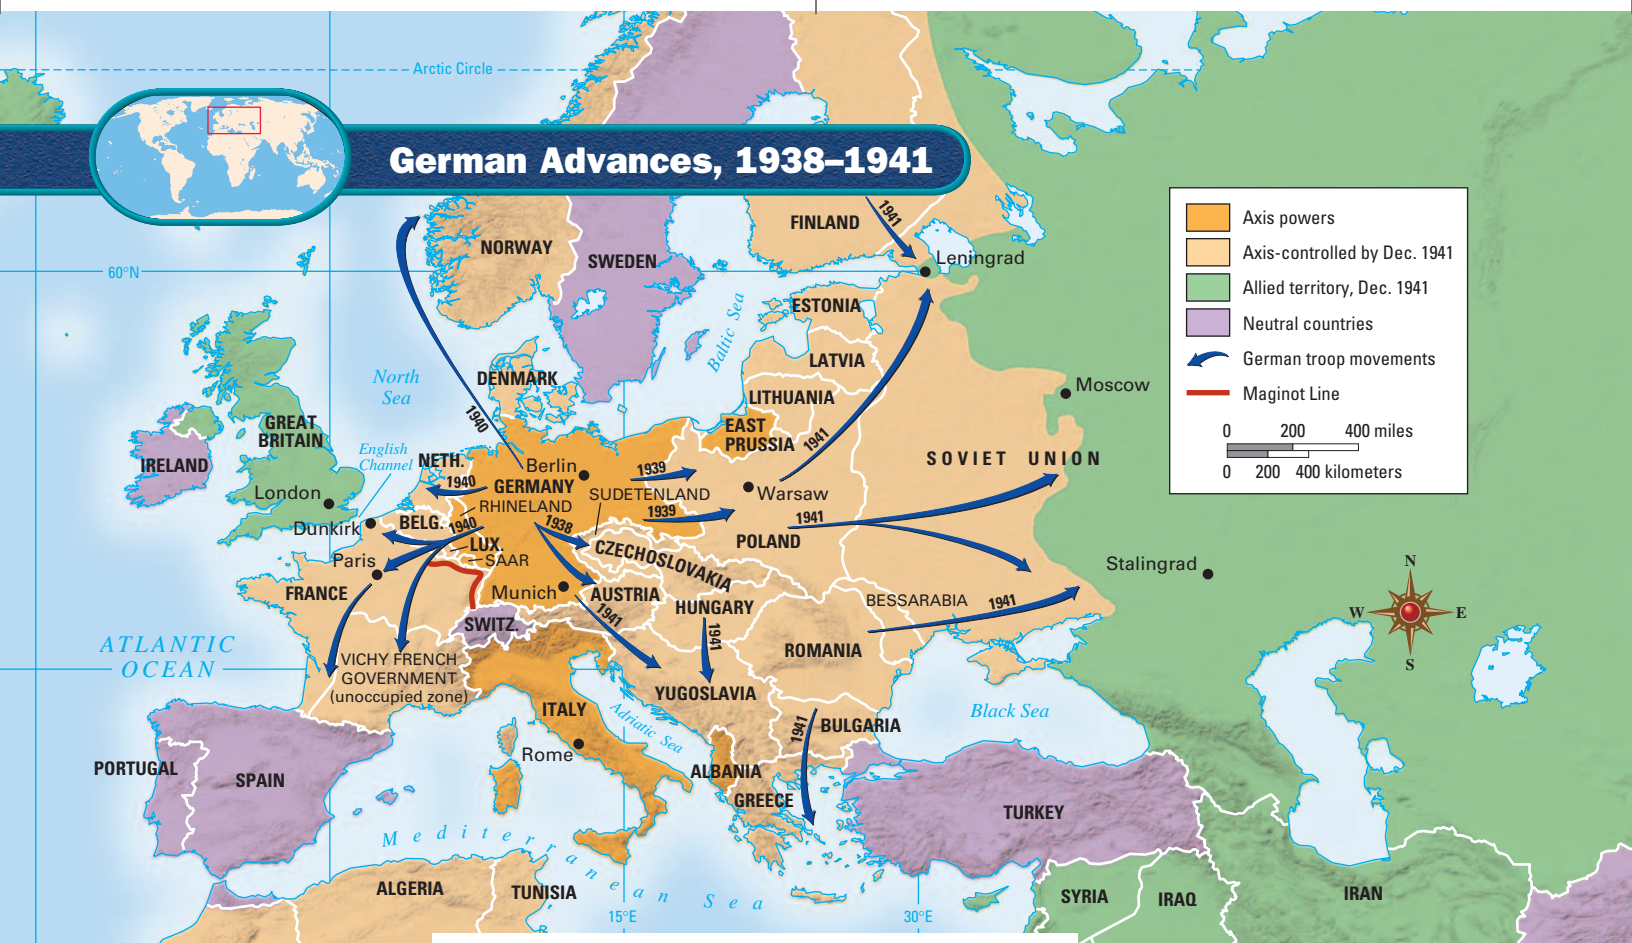 Arctic Circle
German Advances, 1938–1941
Axis powers
Axis-controlled by Dec. 1941
Allied territory, Dec. 1941
Neutral countries
German troop movements
Maginot Line
0 200 400 miles
0 200 400 kilometers
N
W E
S
60°N
NORWAY
SWEDEN
FINLAND
1941
Leningrad
ESTONIA
Baltic Sea
LATVIA
LITHUANIA
EAST
PRUSSIA
1941
Moscow
SOVIET UNION
North
Sea
DENMARK
1940
GREAT
BRITAIN
IRELAND
English
Channel
London
Dunkirk
NETH.
1940
Berlin
GERMANY
RHINELAND
SUDETENLAND
1939
1939
Warsaw
POLAND
1941
BELG.
1940
LUX.
SAAR
1938
CZECHOSLOVAKIA
Paris
FRANCE
Munich
AUSTRIA
HUNGARY
1941
1941
SWITZ.
Stalingrad
BESSARABIA
1941
ROMANIA
ATLANTIC
OCEAN
VICHY FRENCH
GOVERNMENT
(unoccupied zone)
YUGOSLAVIA
ITALY
Adriatic Sea
Rome
1941
BULGARIA
Black Sea
PORTUGAL
SPAIN
ALBANIA
GREECE
TURKEY
Mediterranean Sea
ALGERIA
TUNISIA
SYRIA
IRAQ
IRAN
15°E
30°E